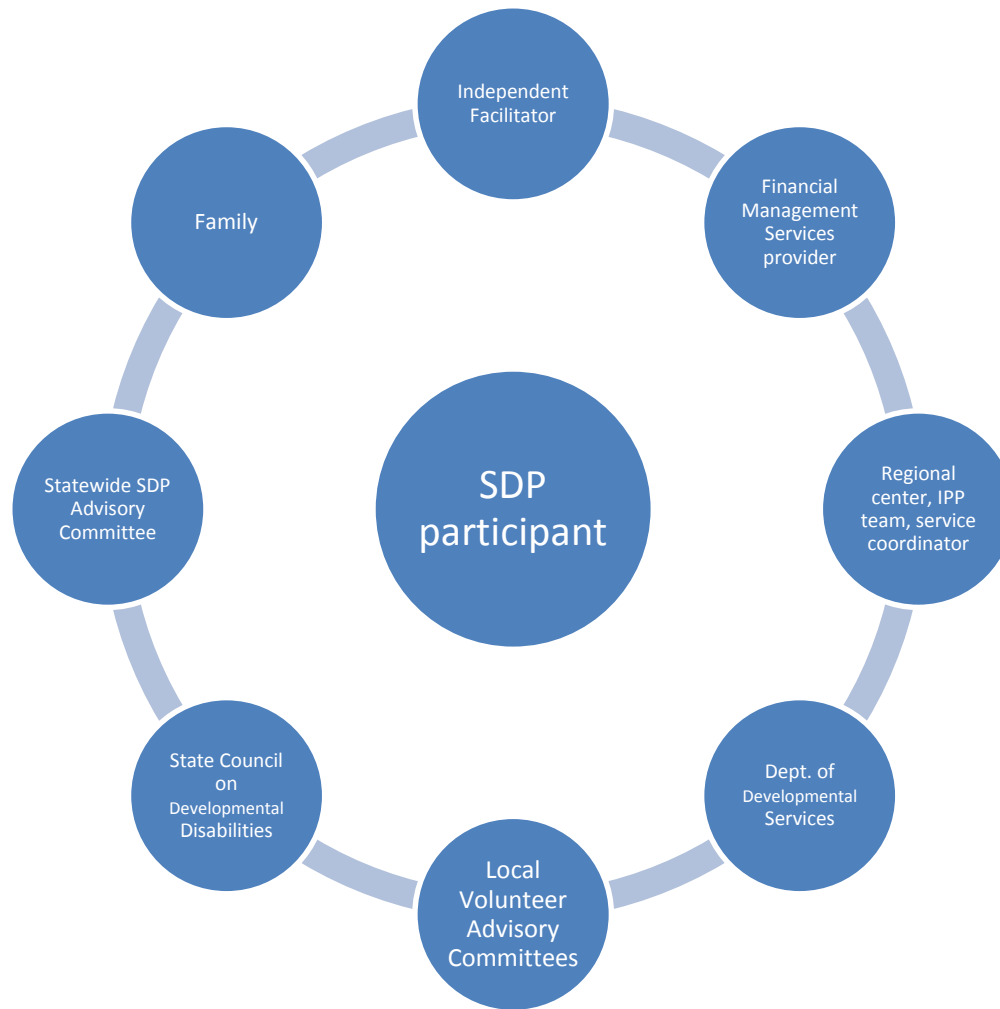 Independent
Facilitator
Financial
Management
Services
provider
Regional
center, IPP
team, service
coordinator
Dept. of
Developmental
Services
Local
Volunteer
Advisory
Committees
State Council
on
Developmental
Disabilities
Statewide SDP
Advisory
Committee
Family
SDP
participant